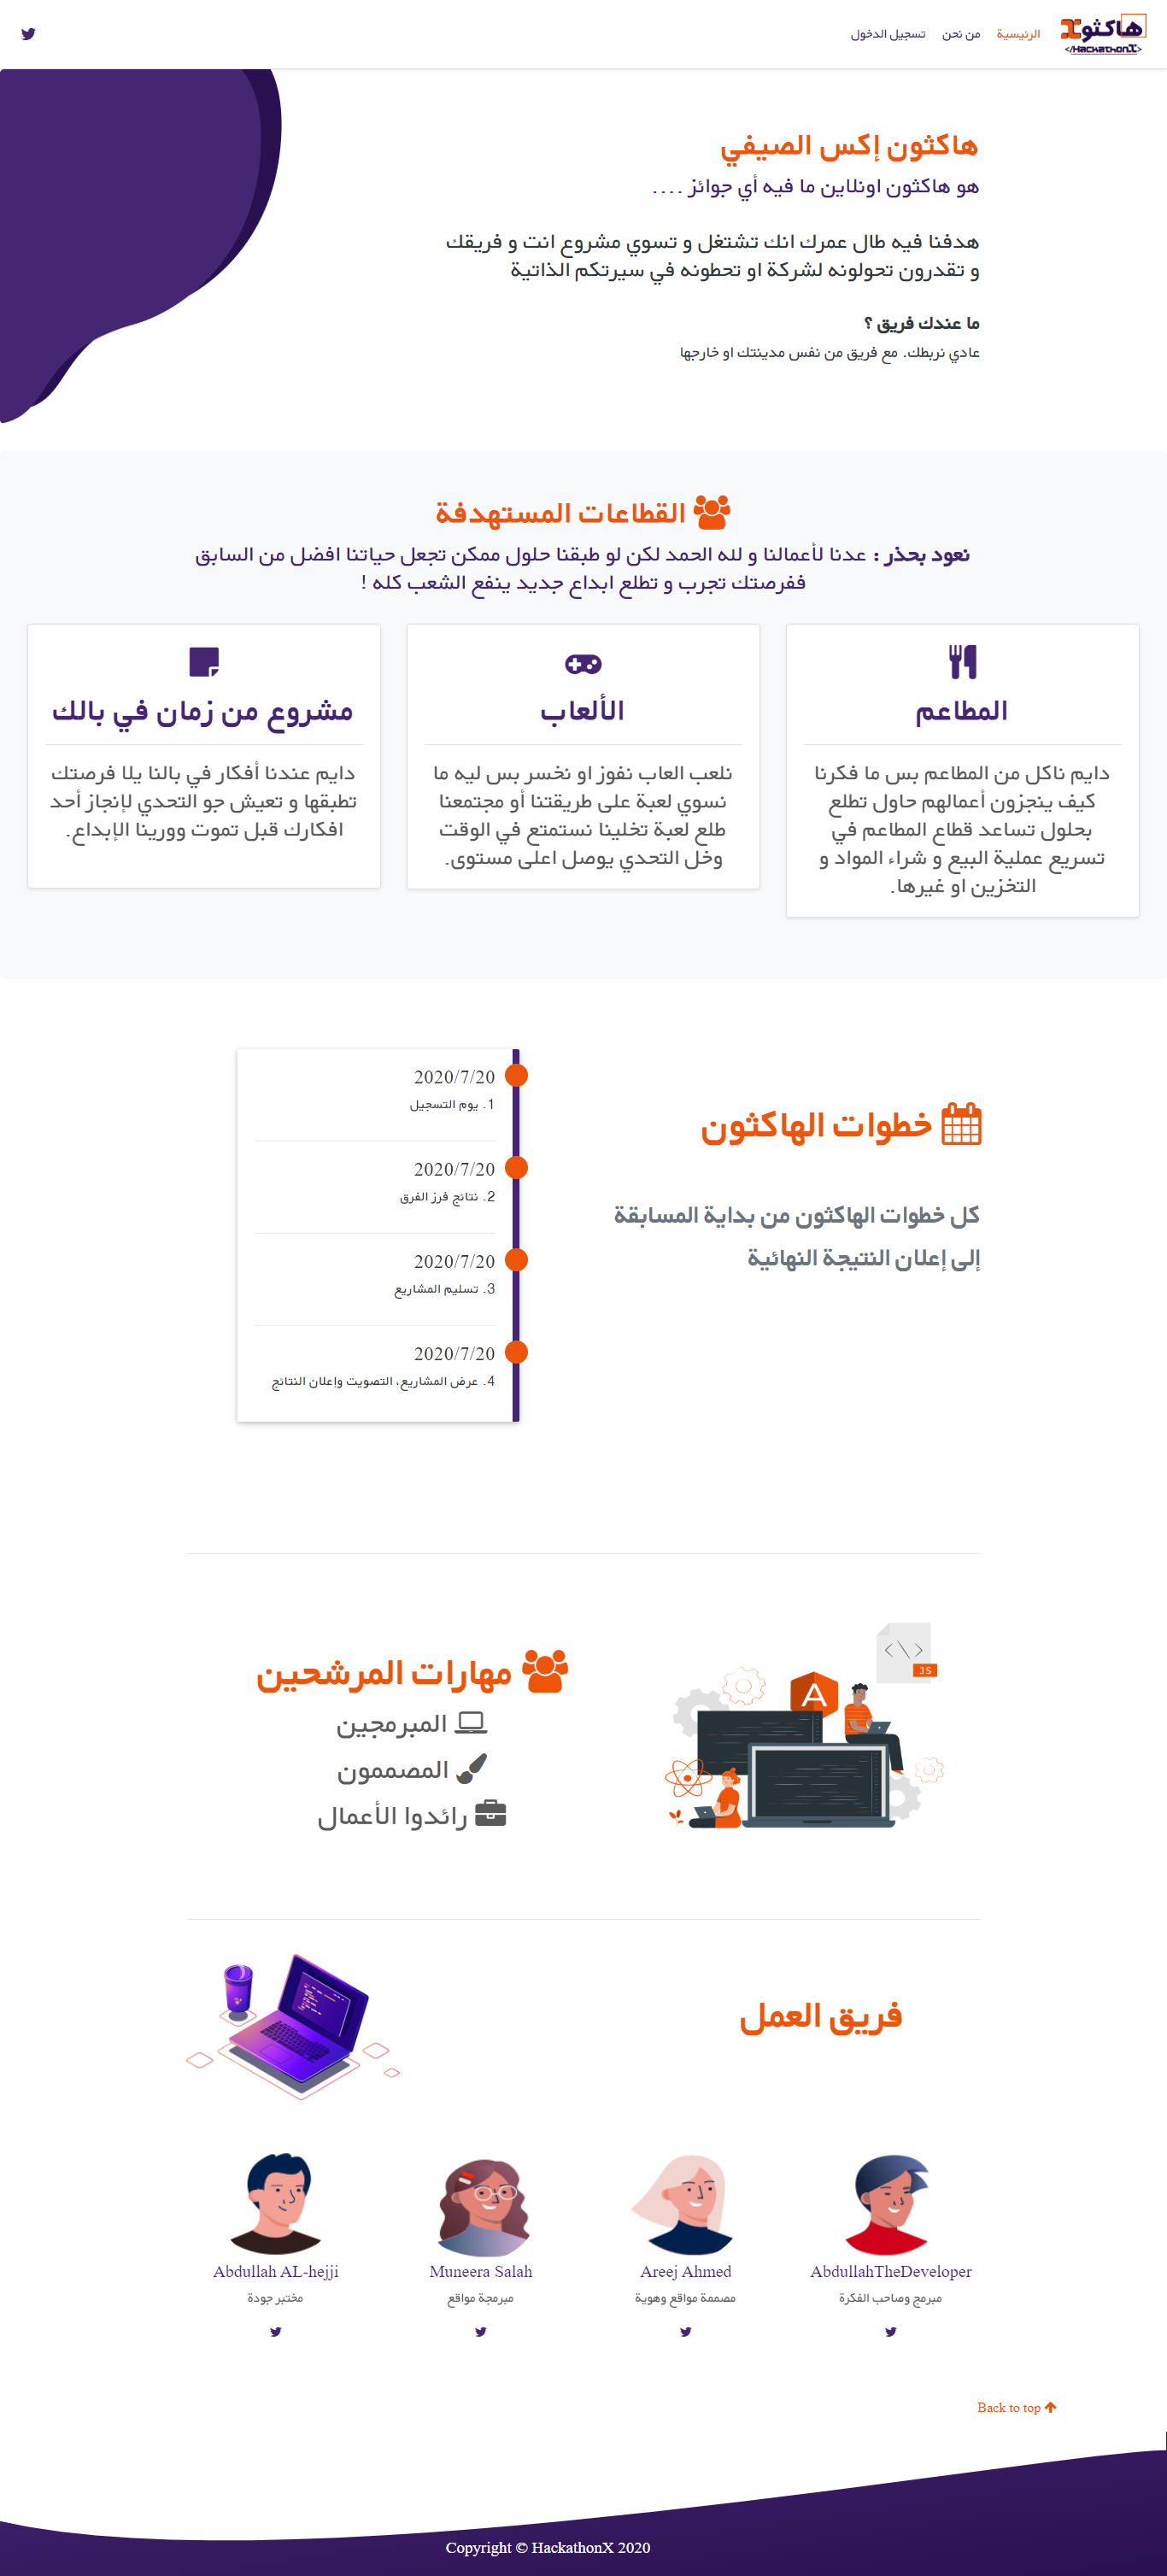 هاكثون
<HackathonX/>
الرئيسية
من نحن
تسجيل الدخول
هاكثون إكس الصيفي
هو هاكثون اونلاين ما فيه أي جوائز ....
هدفنا فيه طال عمرك انك تشتغل و تسوي مشروع انت و فريقك
و تقدرون تحولونه لشركة او تحطونه في سيرتكم الذاتية
ما عندك فريق ؟
عادي نربطك. مع فريق من نفس مدينتك او خارجها
القطاعات المستهدفة
نعود بحذر : عدنا لأعمالنا و لله الحمد لكن لو طبقنا حلول ممكن تجعل حياتنا افضل من السابق
ففرصتك تجرب و تطلع ابداع جديد ينفع الشعب كله !
المطاعم
دايم ناكل من المطاعم بس ما فكرنا
كيف ينجزون أعمالهم حاول تطلع
بحلول تساعد قطاع المطاعم في
تسريع عملية البيع و شراء المواد و
التخزين او غيرها.
الألعاب
نلعب العاب نفوز او نخسر بس ليه ما
نسوي لعبة على طريقتنا أو مجتمعنا
طلع لعبة تخلينا نستمتع في الوقت
وخل التحدي يوصل اعلى مستوى.
مشروع من زمان في بالك
دايم عندنا أفكار في بالنا يلا فرصتك
تطبقها و تعيش جو التحدي لإنجاز أحد
افكارك قبل تموت وورينا الإبداع.
خطوات الهاكثون
كل خطوات الهاكثون من بداية المسابقة
إلى إعلان النتيجة النهائية
2020/7/20
1. يوم التسجيل
2020/7/20
2. نتائج فرز الفرق
2020/7/20
3. تسليم المشاريع
2020/7/20
4. عرض المشاريع، التصويت وإعلان النتائج
JS
A
مهارات المرشحين
المبرمجين
المصممون
رائدوا الأعمال
فريق العمل
AbdullahTheDeveloper
مبرمج وصاحب الفكرة
Areej Ahmed
مصممة مواقع وهوية
Muneera Salah
مبرمجة مواقع
Abdullah AL-hejji
مختبر جودة
Back to top
Copyright © HackathonX 2020